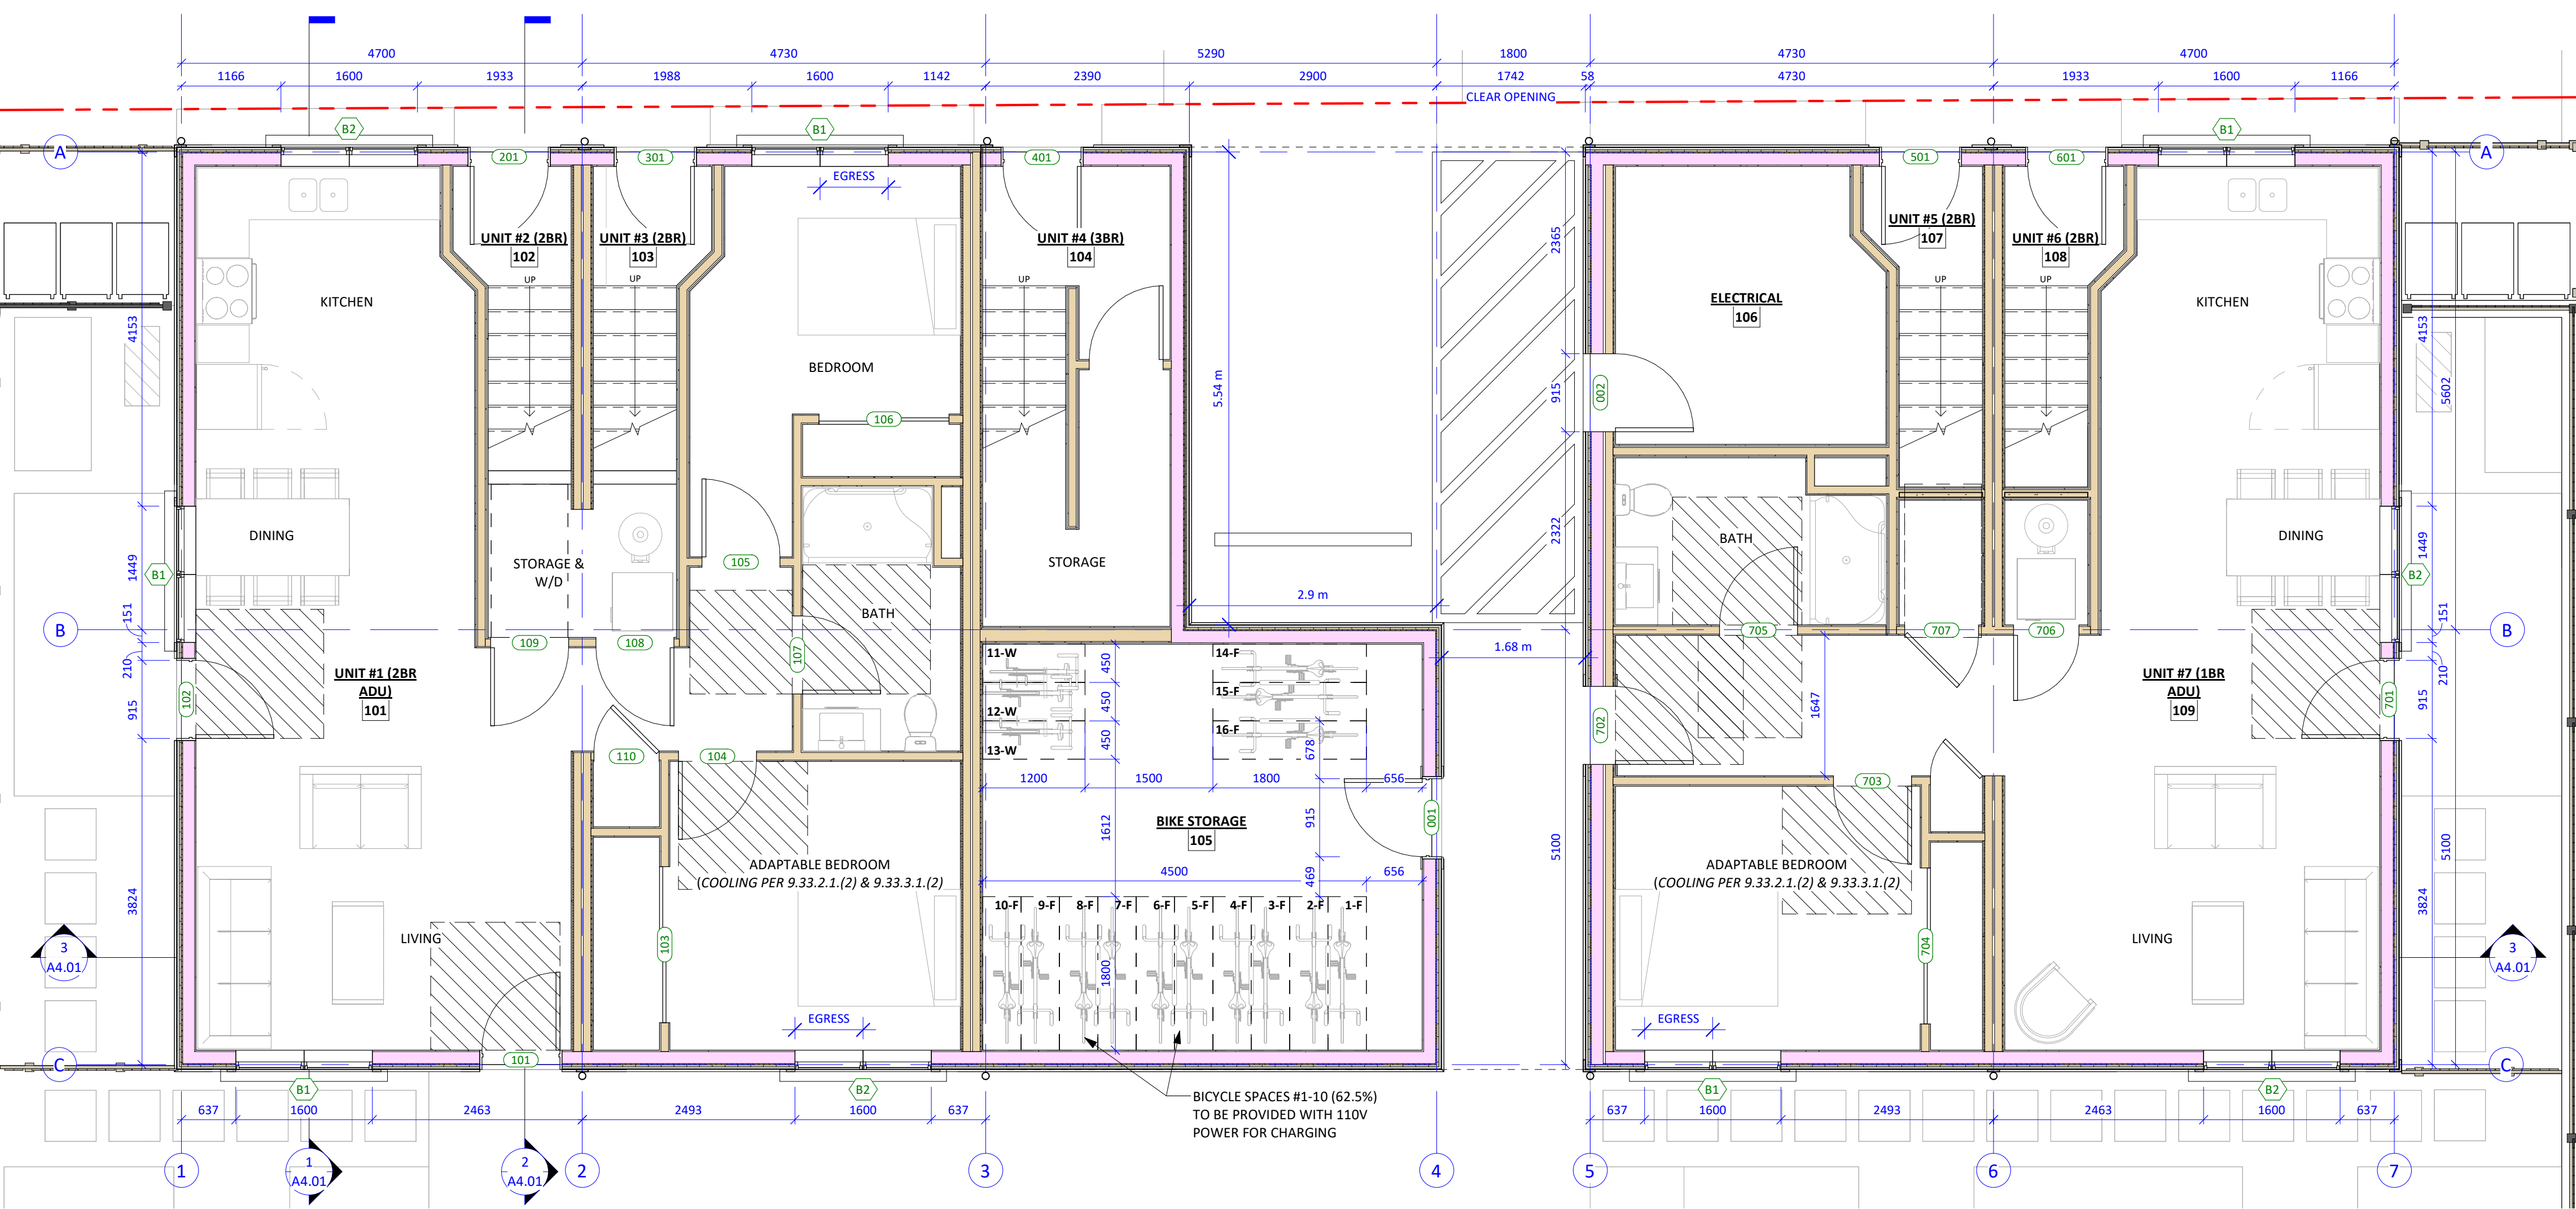 4700
4730
5290
1800
4730
4700
1166
1600
1933
1988
1600
1142
2390
2900
1742
58
4730
1933
1600
1166
CLEAR OPENING
B2
B1
B1
A
201
301
401
501
601
A
EGRESS
UNIT #2 (2BR)
102
UNIT #3 (2BR)
103
UNIT #4 (3BR)
104
UNIT #5 (2BR)
107
UNIT #6 (2BR)
108
UP
UP
UP
UP
UP
KITCHEN
ELECTRICAL
106
KITCHEN
4153
2365
4153
BEDROOM
5.54 m
915
002
5602
106
DINING
BATH
DINING
2322
STORAGE &
W/D
105
STORAGE
1449
B1
1449
B2
2.9 m
BATH
151
151
B
109
108
107
705
707
706
B
210
210
1.68 m
UNIT #1 (2BR
ADU)
101
102
915
11-W
12-W
13-W
450
450
450
14-F
15-F
16-F
678
702
1647
UNIT #7 (1BR
ADU)
109
701
915
110
104
1200
1500
1800
656
703
BIKE STORAGE
105
001
1612
915
469
5100
5100
ADAPTABLE BEDROOM
(COOLING PER 9.33.2.1.(2) & 9.33.3.1.(2)
4500
656
ADAPTABLE BEDROOM
(COOLING PER 9.33.2.1.(2) & 9.33.3.1.(2)
3824
3824
10-F
9-F
8-F
7-F
6-F
5-F
4-F
3-F
2-F
1-F
LIVING
103
704
LIVING
3
A4.01
3
A4.01
1800
EGRESS
EGRESS
C
101
C
B1
B2
B1
B2
BICYCLE SPACES #1-10 (62.5%)
TO BE PROVIDED WITH 110V
POWER FOR CHARGING
637
1600
2463
2493
1600
637
637
1600
2493
2463
1600
637
1
1
A4.01
2
A4.01
2
3
4
5
6
7